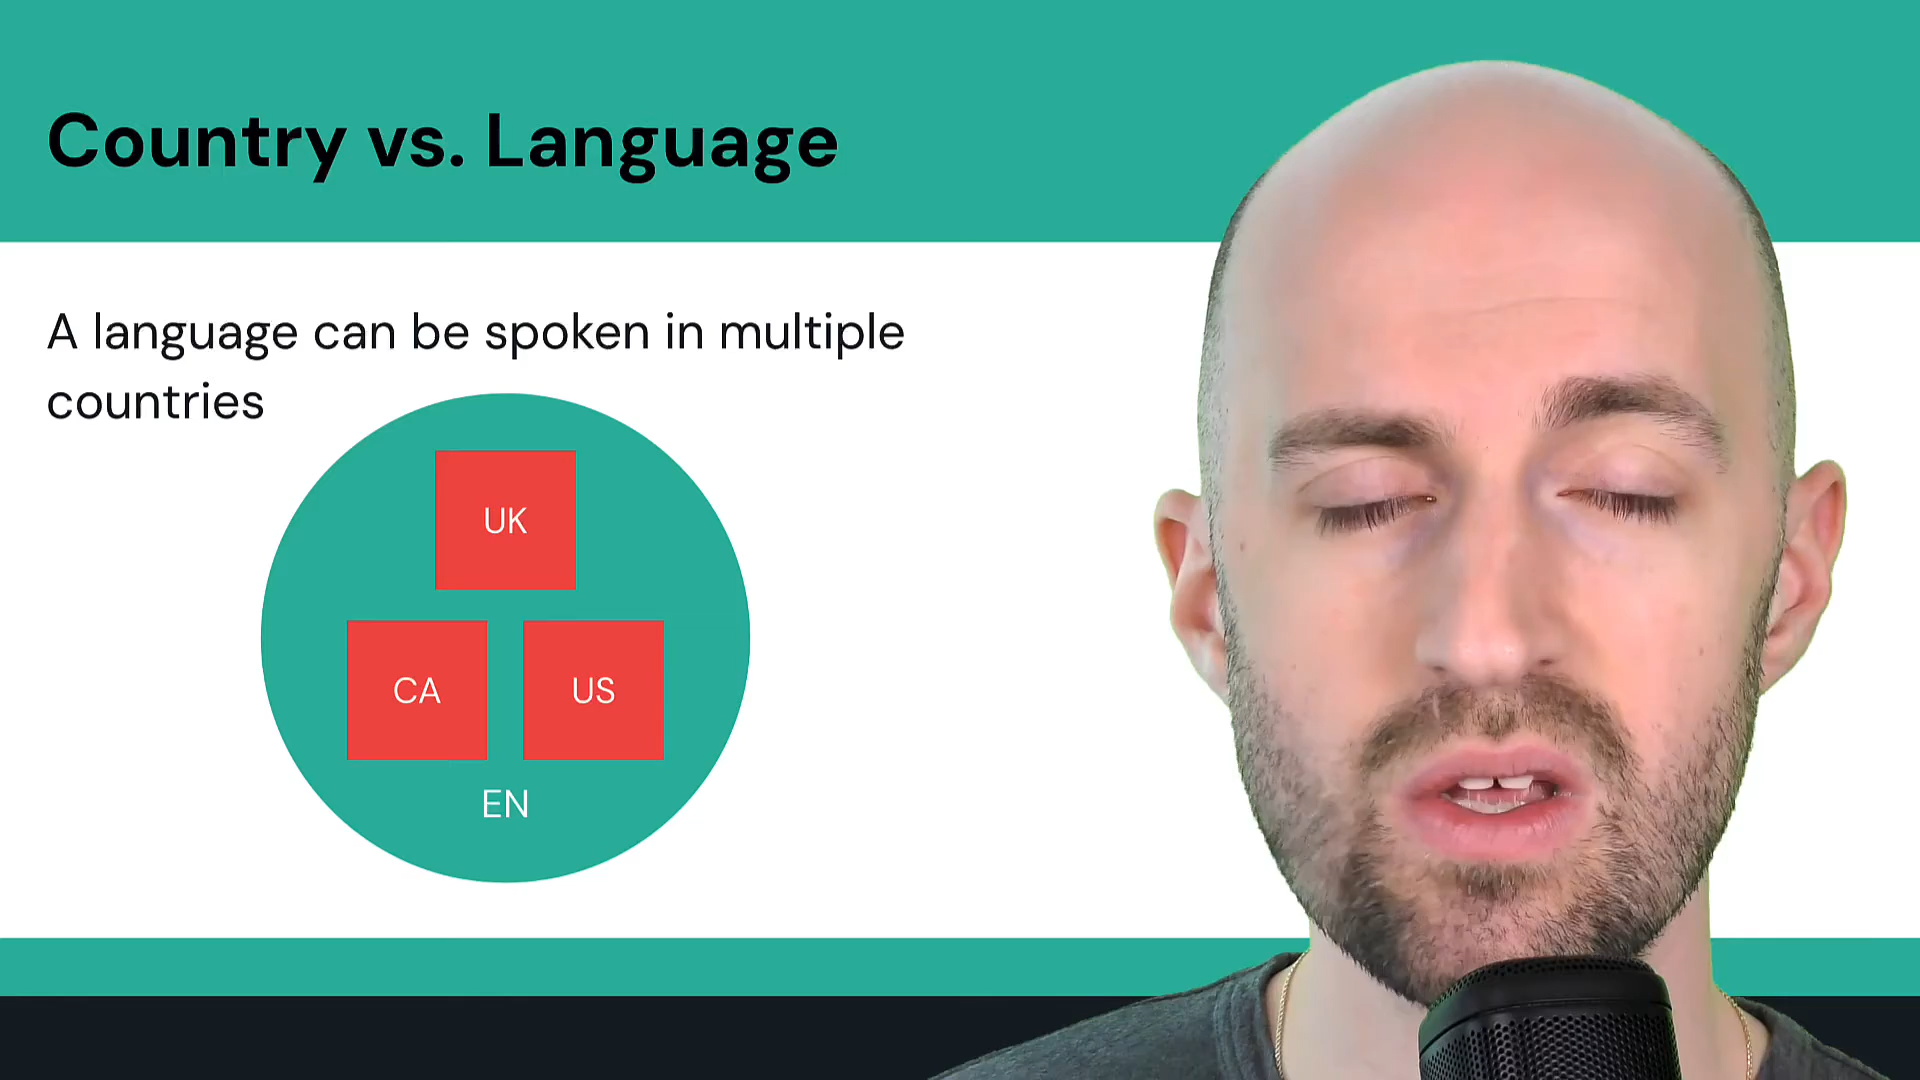 Country vs. Language
A language can be spoken in multiple
countries
UK
CA US
EN